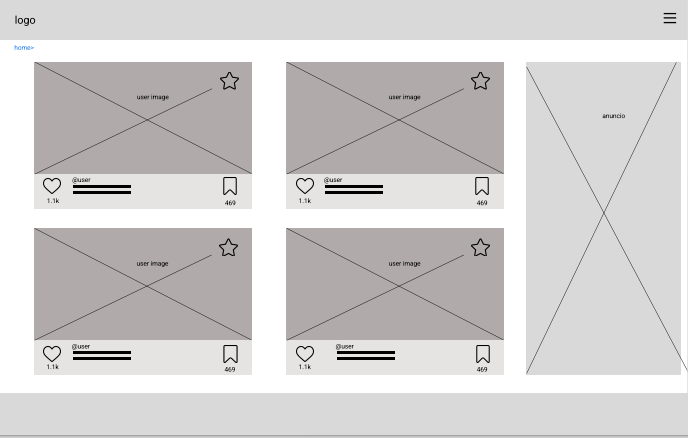 logo
home>
user image
user image
anuncio
@user
1.1k
469
@user
1.1k
469
user image
user image
@user
1.1k
469
@user
1.1k
469